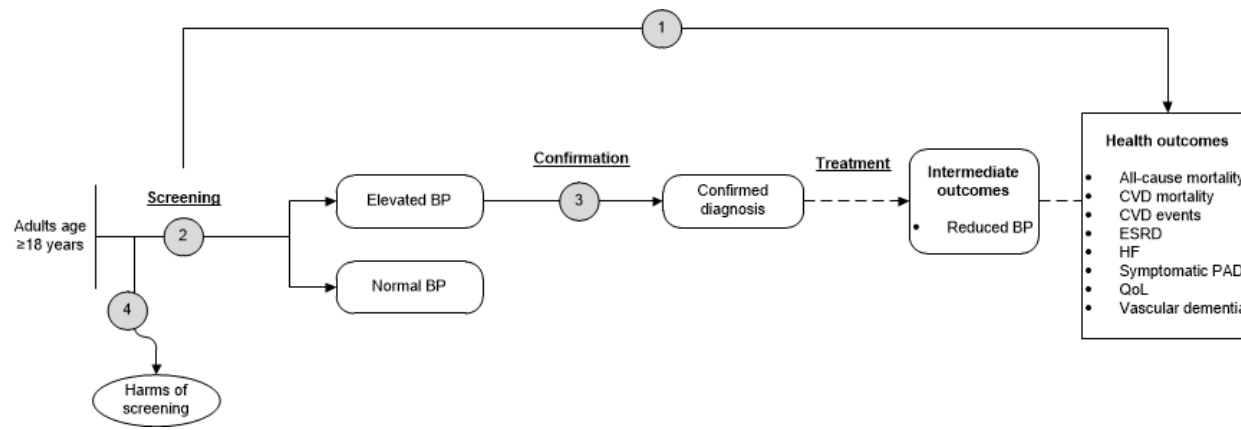 1
Health outcomes
All-cause mortality
CVD mortality
CVD events
ESRD
HF
Symptomatic PAD
QoL
Vascular dementia
Adults age
≥18 years
Screening
2
4
Harms of
screening
Elevated BP
Normal BP
Confirmation
3
Confirmed
diagnosis
Treatment
Intermediate
outcomes
Reduced BP